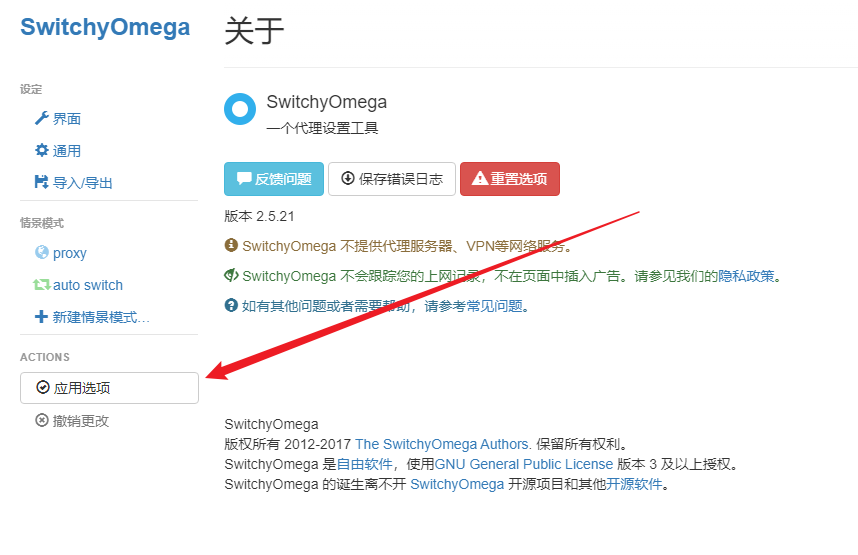 SwitchyOmega
设定
界面
通用
导入/导出
情景模式
proxy
auto switch
新建情景模式…
ACTIONS
应用选项
撤销更改
关于
SwitchyOmega
一个代理设置工具
反馈问题 保存错误日志 重置选项
版本 2.5.21
SwitchyOmega 不提供代理服务器、VPN等网络服务。
SwitchyOmega 不会跟踪您的上网记录，不在页面中插入广告。请参见我们的隐私政策。
如有其他问题或者需要帮助，请参考常见问题。
SwitchyOmega
版权所有 2012-2017 The SwitchyOmega Authors. 保留所有权利。
SwitchyOmega 是自由软件，使用GNU General Public License 版本 3 及以上授权。
SwitchyOmega 的诞生离不开 SwitchyOmega 开源项目和其他开源软件。